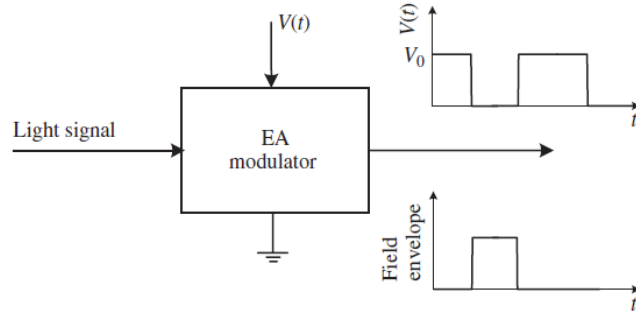 V(t)
Light signal
EA
modulator
V(t)
V0
t
Field
envelope
t